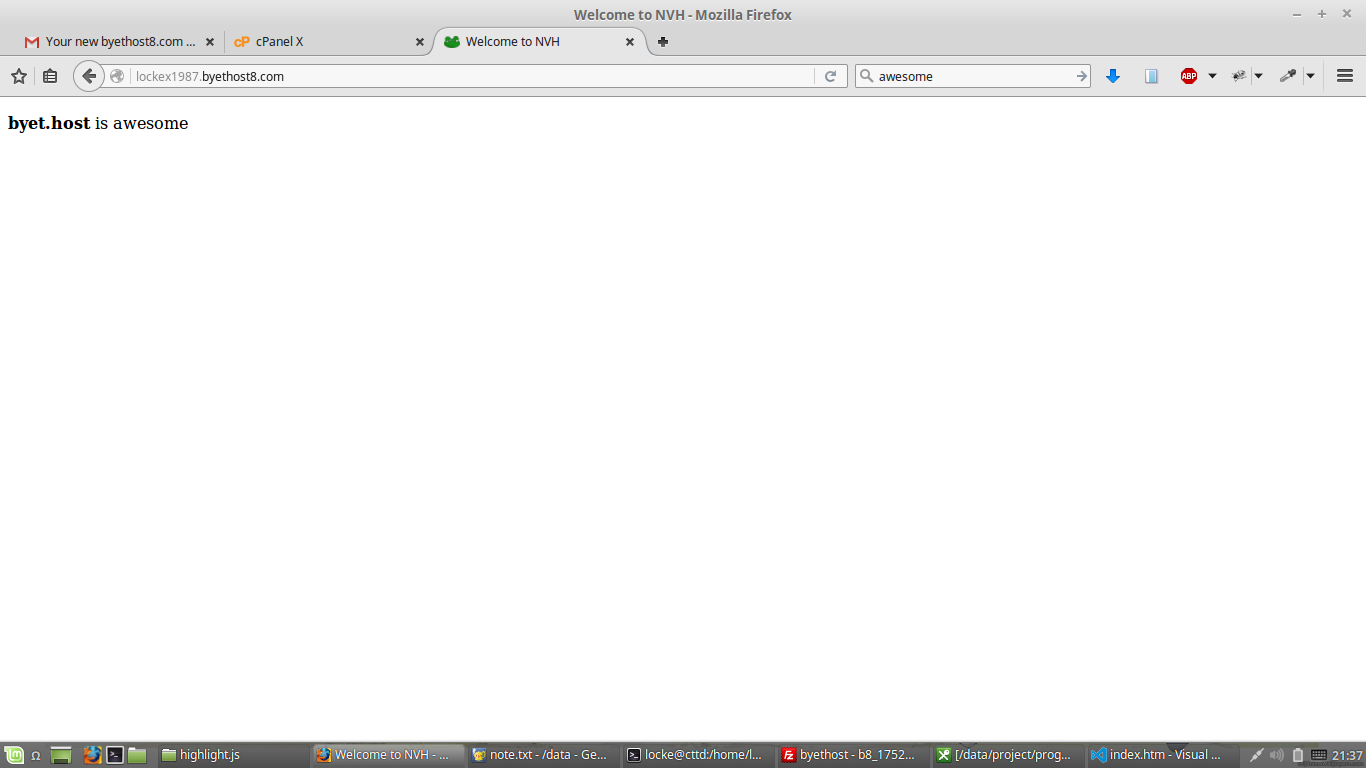 Welcome to NVH - Mozilla Firefox
Your new byethost8.com ...
cP cPanel X
Welcome to NVH
lockex1987.byethost8.com
awesome
ABP
byet.host is awesome
highlight.js
Welcome to NVH - ...
note.txt - /data - Ge...
locke@cttd:/home/l...
byethost - b8_1752...
[/data/project/prog...
index.htm - Visual ...
21:37